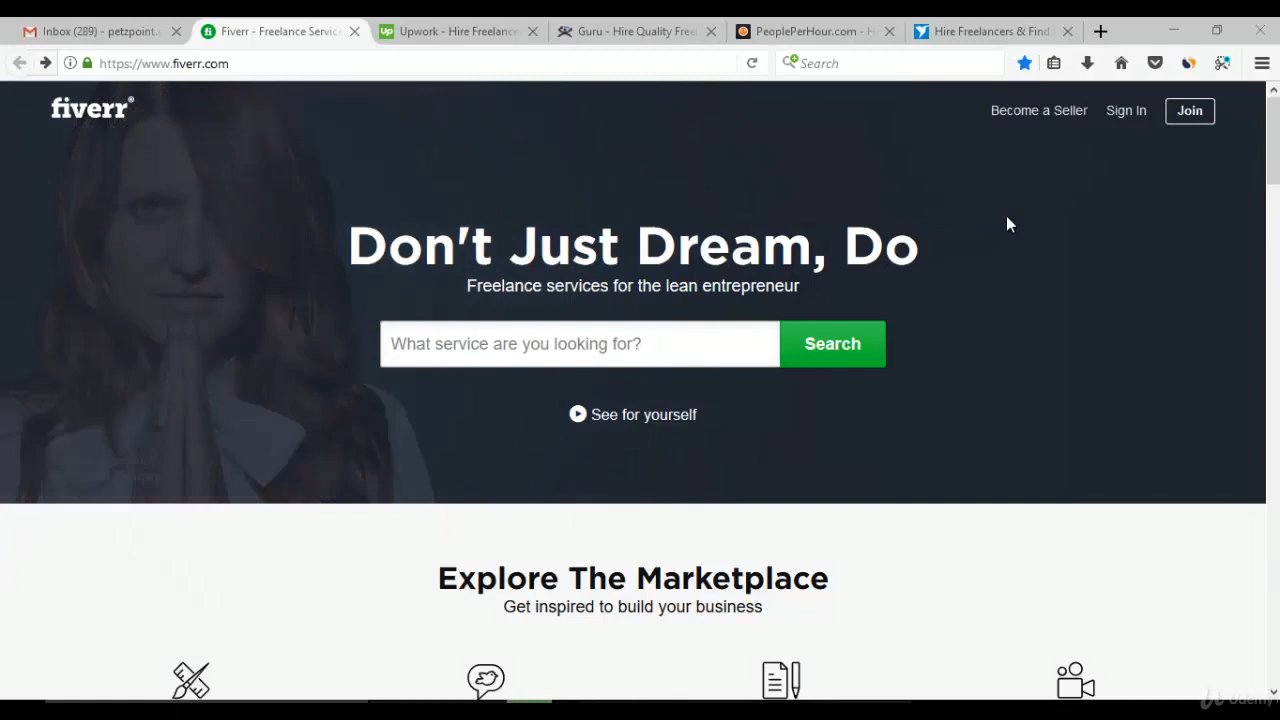 Inbox (289) - petzpoint.
Fiverr - Freelance Service
Upwork - Hire Freelance
Guru - Hire Quality Free
PeoplePerHour.com - H
Hire Freelancers & Find
https://www.fiverr.com
Search
fiverr®
Become a Seller
Sign In
Join
Don't Just Dream, Do
Freelance services for the lean entrepreneur
What service are you looking for?
Search
See for yourself
Explore The Marketplace
Get inspired to build your business
Udemy